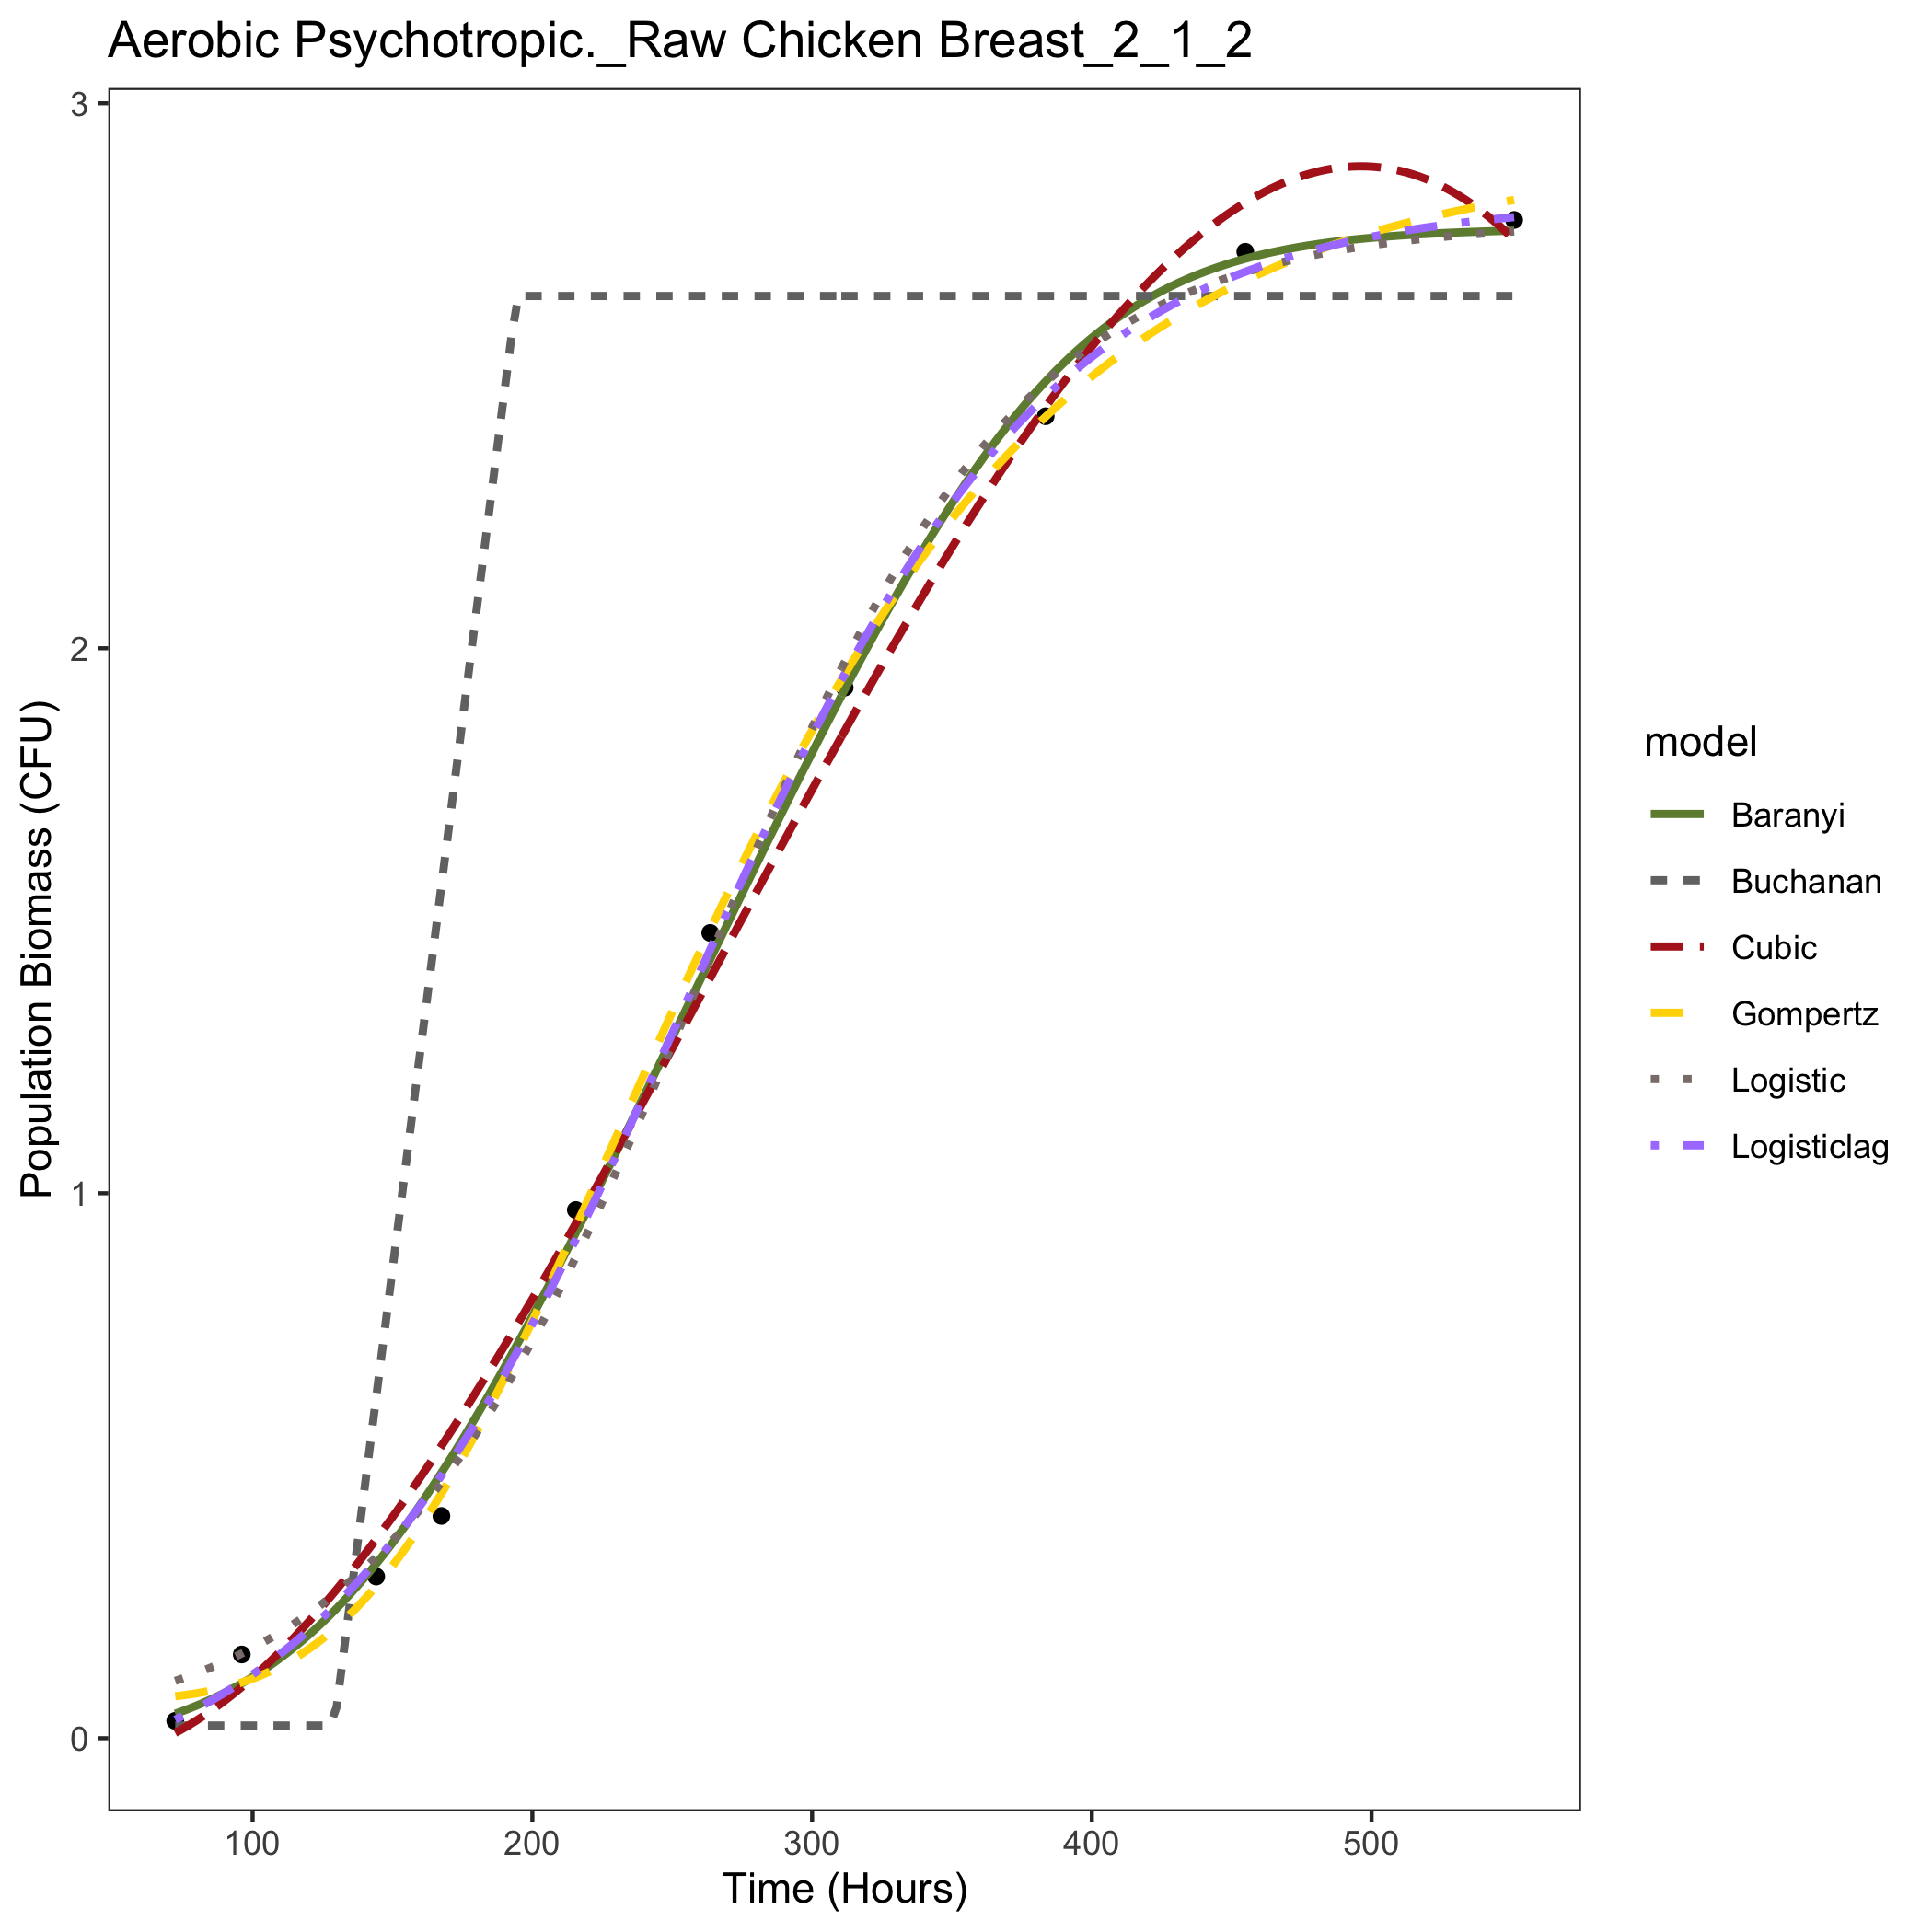 Aerobic Psychotropic._Raw Chicken Breast_2_1_2
3
2
1
0
Population Biomass (CFU)
100 200 300 400 500
Time (Hours)
model
Baranyi
Buchanan
Cubic
Gompertz
Logistic
Logisticlag